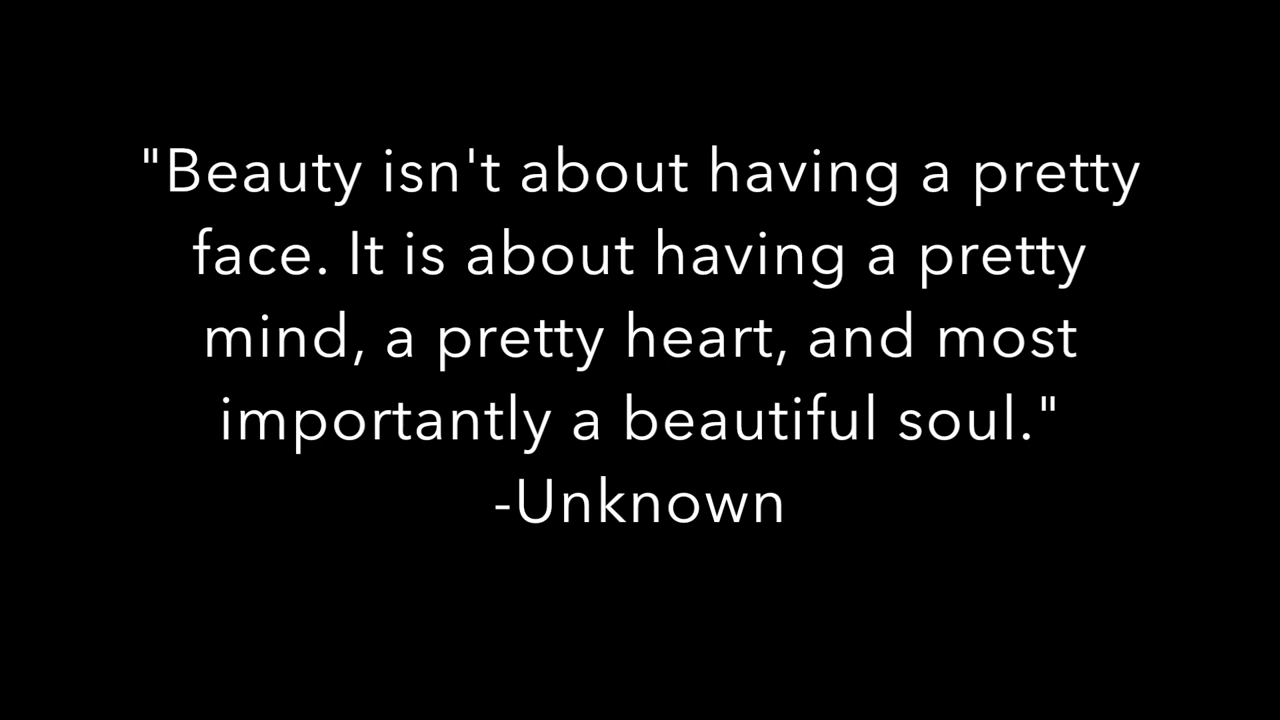 "Beauty isn't about having a pretty
face. It is about having a pretty
mind, a pretty heart, and most
importantly a beautiful soul."
-Unknown